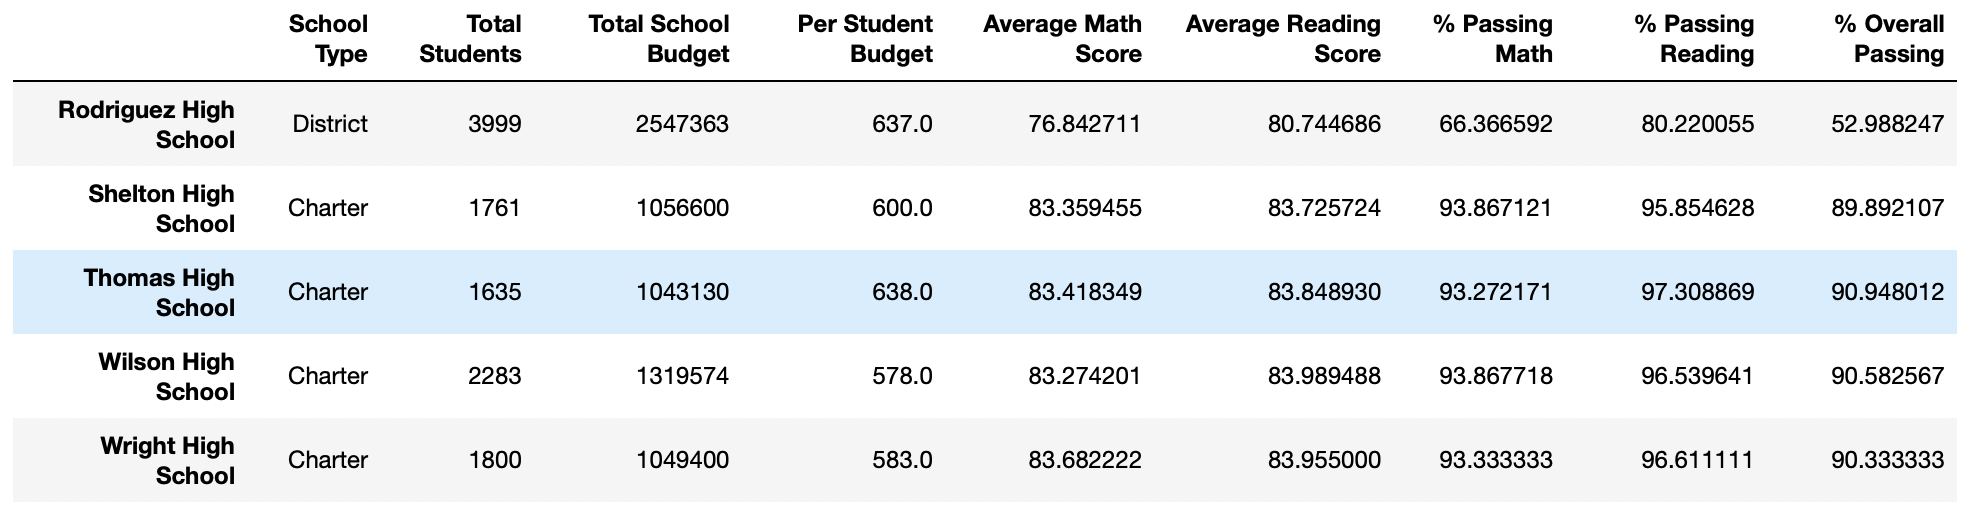 School Type Total Students Total School Budget Per Student Budget Average Math Score Average Reading Score % Passing Math % Passing Reading % Overall Passing
Rodriguez High School District 3999 2547363 637.0 76.842711 80.744686 66.366592 80.220055 52.988247
Shelton High School Charter 1761 1056600 600.0 83.359455 83.725724 93.867121 95.854628 89.892107
Thomas High School Charter 1635 1043130 638.0 83.418349 83.848930 93.272171 97.308869 90.948012
Wilson High School Charter 2283 1319574 578.0 83.274201 83.989488 93.867718 96.539641 90.582567
Wright High School Charter 1800 1049400 583.0 83.682222 83.955000 93.333333 96.611111 90.333333